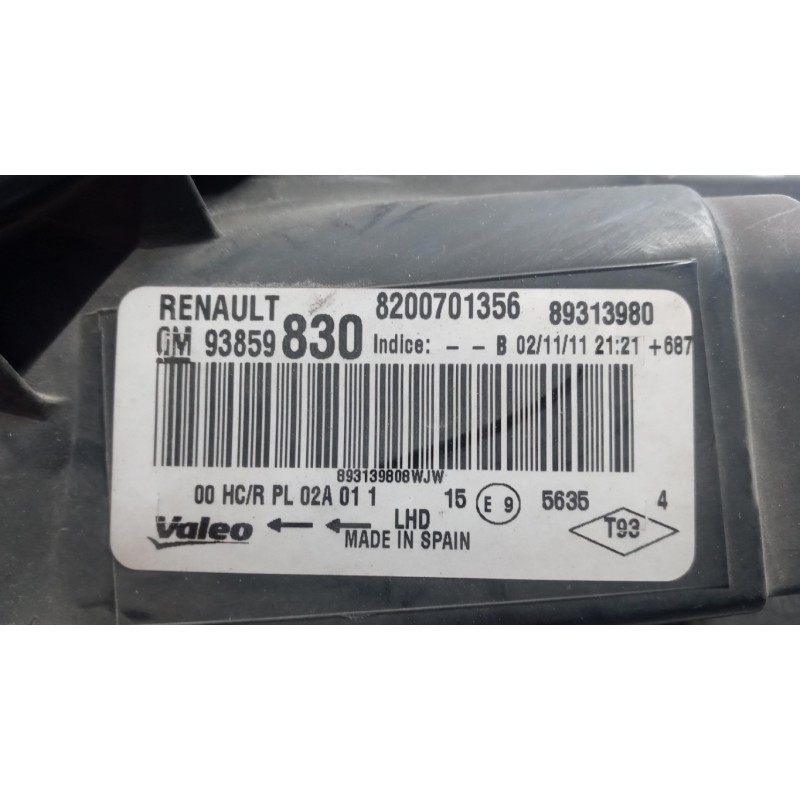 RENAULT 8200701356 89313980
GM 93859 830 Indice: - - B 02/11/11 21:21 +687
893139808WJW
00 HC/R PL 02A 01 1 15 E 9 5635 4
Valeo LHD T93
MADE IN SPAIN